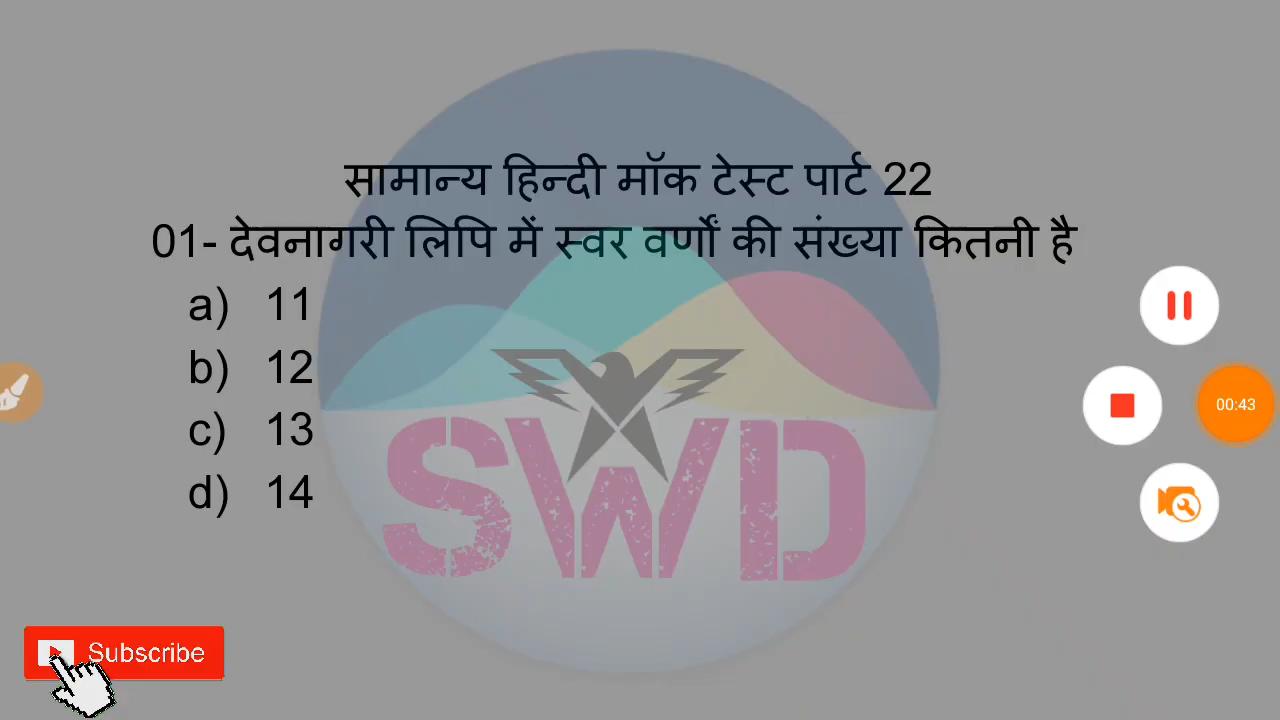 सामान्य हिन्दी मॉक टेस्ट पार्ट 22
01- देवनागरी लिपि में स्वर वर्णों की संख्या कितनी है
a) 11
b) 12
c) 13
d) 14
SWD
00:43
Subscribe